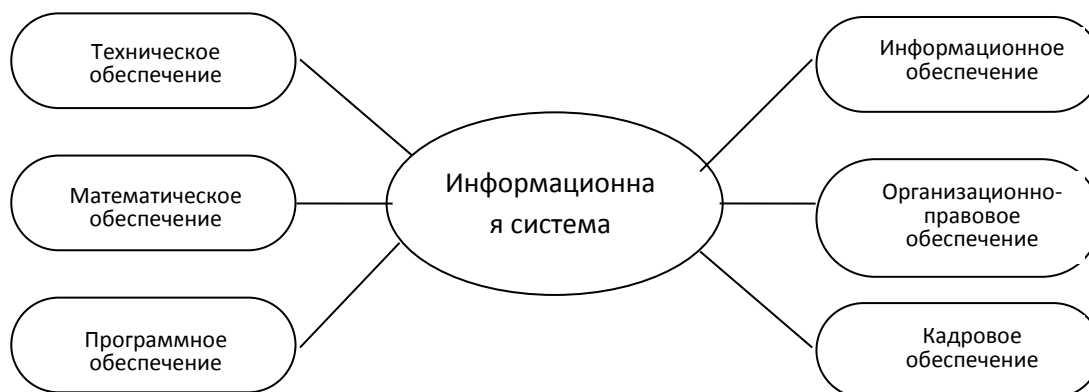 Техническое
обеспечение
Информационное
обеспечение
Математическое
обеспечение
Информационна
я система
Организационно-
правовое
обеспечение
Программное
обеспечение
Кадровое
обеспечение